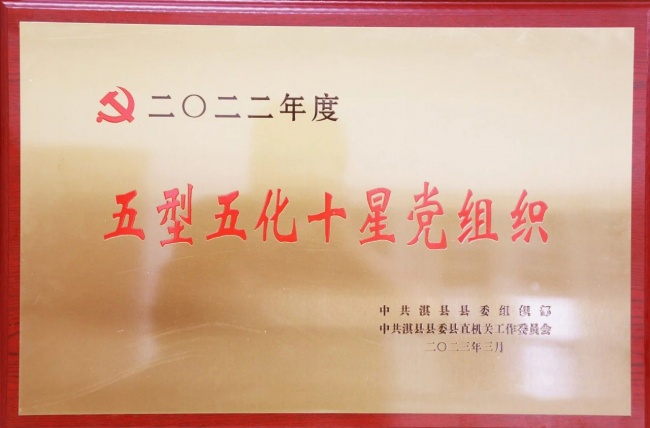 二〇二二年度
五型五化十星党组织
中共淇县县委组织部
中共淇县县委县直机关工作委员会
二〇二三年三月